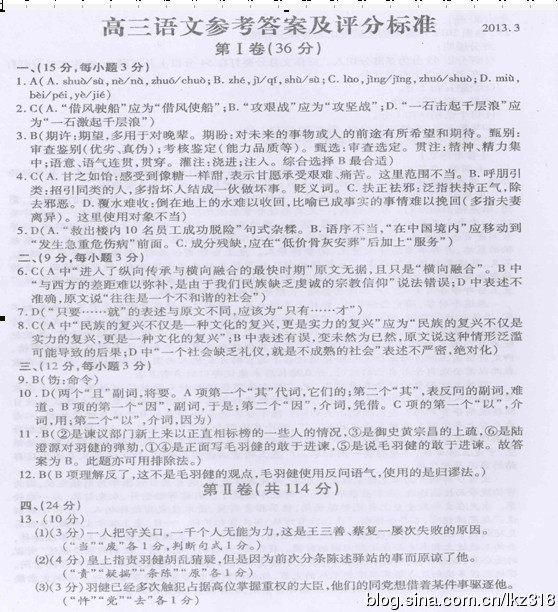 高三语文参考答案及评分标准 2013.3
第Ⅰ卷(36分)
一、(15分,每小题3分)
1.A( A. shuò/sù, nè/nà, zhuó/chuò; B. zhé, jì/qí, shù/sù; C. lùo, jìng/jīng, zhuó/shuò; D. miù,
bèi/péi, yè/jié)
2.C(A.“借风驶船”应为“借风使船”;B.“攻艰战”应为“攻坚战”;D.“一石击起千层浪”应
为“一石激起千层浪”)
3.B(期许:期望,多用于对晚辈。期盼:对未来的事物或人的前途有所希望和期待。甄别:
审查鉴别(优劣、真伪);考核鉴定(能力品质等)。甄选:审查选定。贯注:精神、精力集
中;语意、语气连贯,贯穿。灌注:浇进;注人。综合选择B最合适)
4.C(A.甘之如饴:感受到像糖一样甜,表示甘愿承受艰难、痛苦。这里范围不当。B.呼朋引
类:招引同类的人,多指坏人结成一伙做坏事。贬义词。C.扶正祛邪:泛指扶持正气,除
去邪恶。D.覆水难收:倒在地上的水难以收回,比喻已成事实的事情难以挽回(多指夫妻
离异)。这里使用对象不当)
5.D(A.“救出楼内10名员工成功脱险”句式杂糅。B.语序不当,“在中国境内”应移动到
“发生急重危伤病”前面。C.成分残缺,应在“低价骨灰安葬”后加上“服务”)
二、(9分,每小题3分)
6.C(A中“进入了纵向传承与横向融合的最快时期”原文无据,且只是“横向融合”。B中
“与西方的差距难以弥补,是由于我们民族缺乏虔诚的宗教信仰”说法错误;D中表述不
准确,原文说“往往是一个不和谐的社会”)
7.D(“只要……就”的表述与原文不同,应该为“只有……才”)
8.C(A中“民族的复兴不仅是一种文化的复兴,更是实力的复兴”应为“民族的复兴不仅是
实力的复兴,更是一种文化的复兴”;B中表述有误,变未然为已然,原文说这种情形泛滥
可能导致的后果;D中“一个社会缺乏礼仪,就是不成熟的社会”表述不严密,绝对化)
三、(12分,每小题3分)
9.B(饬:命令)
10.D(两个“且”副词,将要。A项第一个“其”代词,它们的;第二个“其”,表反问的副词,难
道。B项的第一个“因”,副词,于是;第二个“因”,介词,凭借。C项的第一个“以”,介
词,用;第二个“以”,介词,因为)
11.B(②是谏议部门新上来以正直相标榜的一些人的情况,③是御史黄宗昌的上疏,⑥是陆
澄源对羽健的弹劾,①④是正面写毛羽健的敢于进谏,⑤是说毛羽健的敢于进谏。故答
案为B。此题亦可用排除法。)
12.B(B项理解反了,这不是毛羽健的观点,毛羽健使用反问语气,使用的是归谬法。)
第Ⅱ卷(共114分)
四、(24分)
13.(10分)
(1)(3分)一人把守关口,一千个人无能为力,这是王三善、蔡复一屡次失败的原因。
(“当”“废”各1分,判断句式1分。)
(2)(4分)皇上指责羽健胡乱猜疑,但是因为前次分条陈述驿站的事而原谅了他。
(“责”“疑揣”“条陈”“原”各1分)
(3)(3分)羽健已经多次触犯占据高位掌握重权的大臣,他们的同党想借着某件事驱逐他。
(“忤”“党”“去”各1分)
blog.sina.com.cn/lkz318